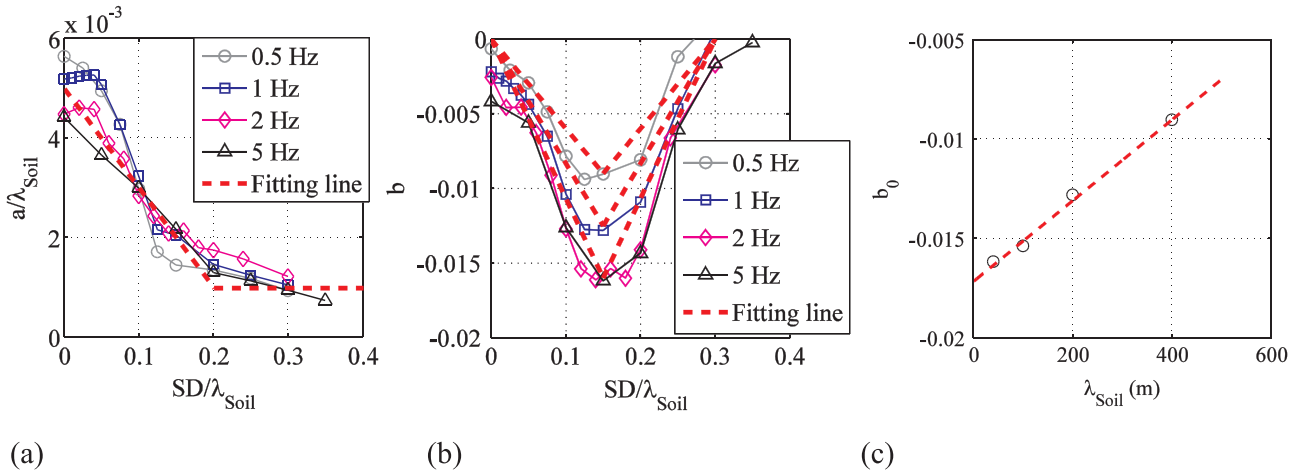 x 10⁻³
6
4
2
0
a/λSoil
0 0.1 0.2 0.3 0.4
SD/λSoil
0.5 Hz
1 Hz
2 Hz
5 Hz
Fitting line
(a)
0
-0.005
-0.01
-0.015
-0.02
b
0 0.1 0.2 0.3 0.4
SD/λSoil
0.5 Hz
1 Hz
2 Hz
5 Hz
Fitting line
(b)
-0.005
-0.01
-0.015
-0.02
b0
0 200 400 600
λSoil (m)
(c)